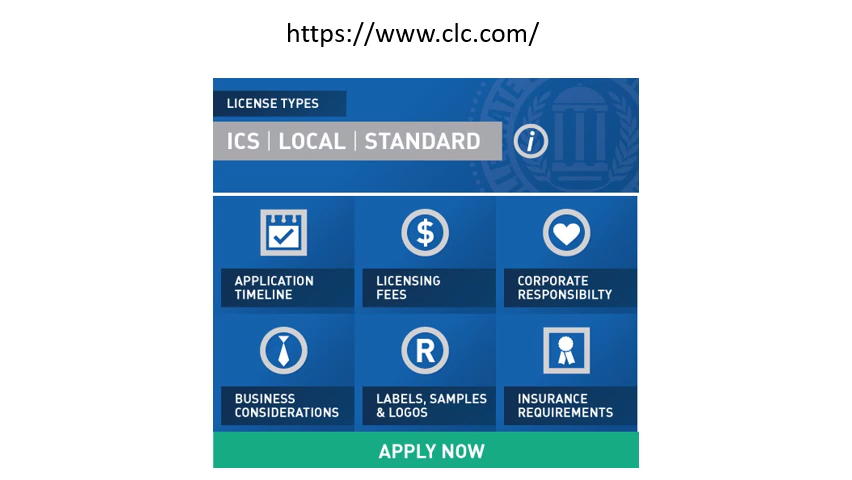 https://www.clc.com/
LICENSE TYPES
ICS | LOCAL | STANDARD
i
APPLICATION
TIMELINE
$
LICENSING
FEES
CORPORATE
RESPONSIBILTY
BUSINESS
CONSIDERATIONS
R
LABELS, SAMPLES
& LOGOS
INSURANCE
REQUIREMENTS
APPLY NOW